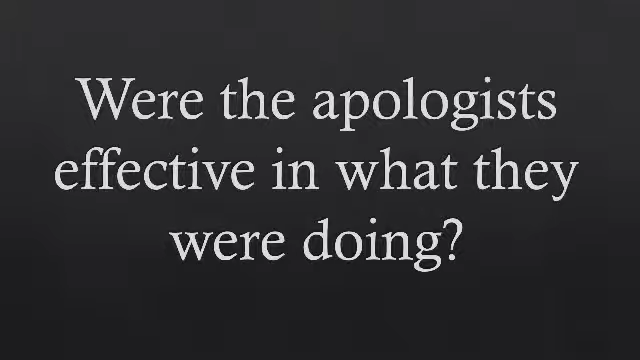 Were the apologists
effective in what they
were doing?